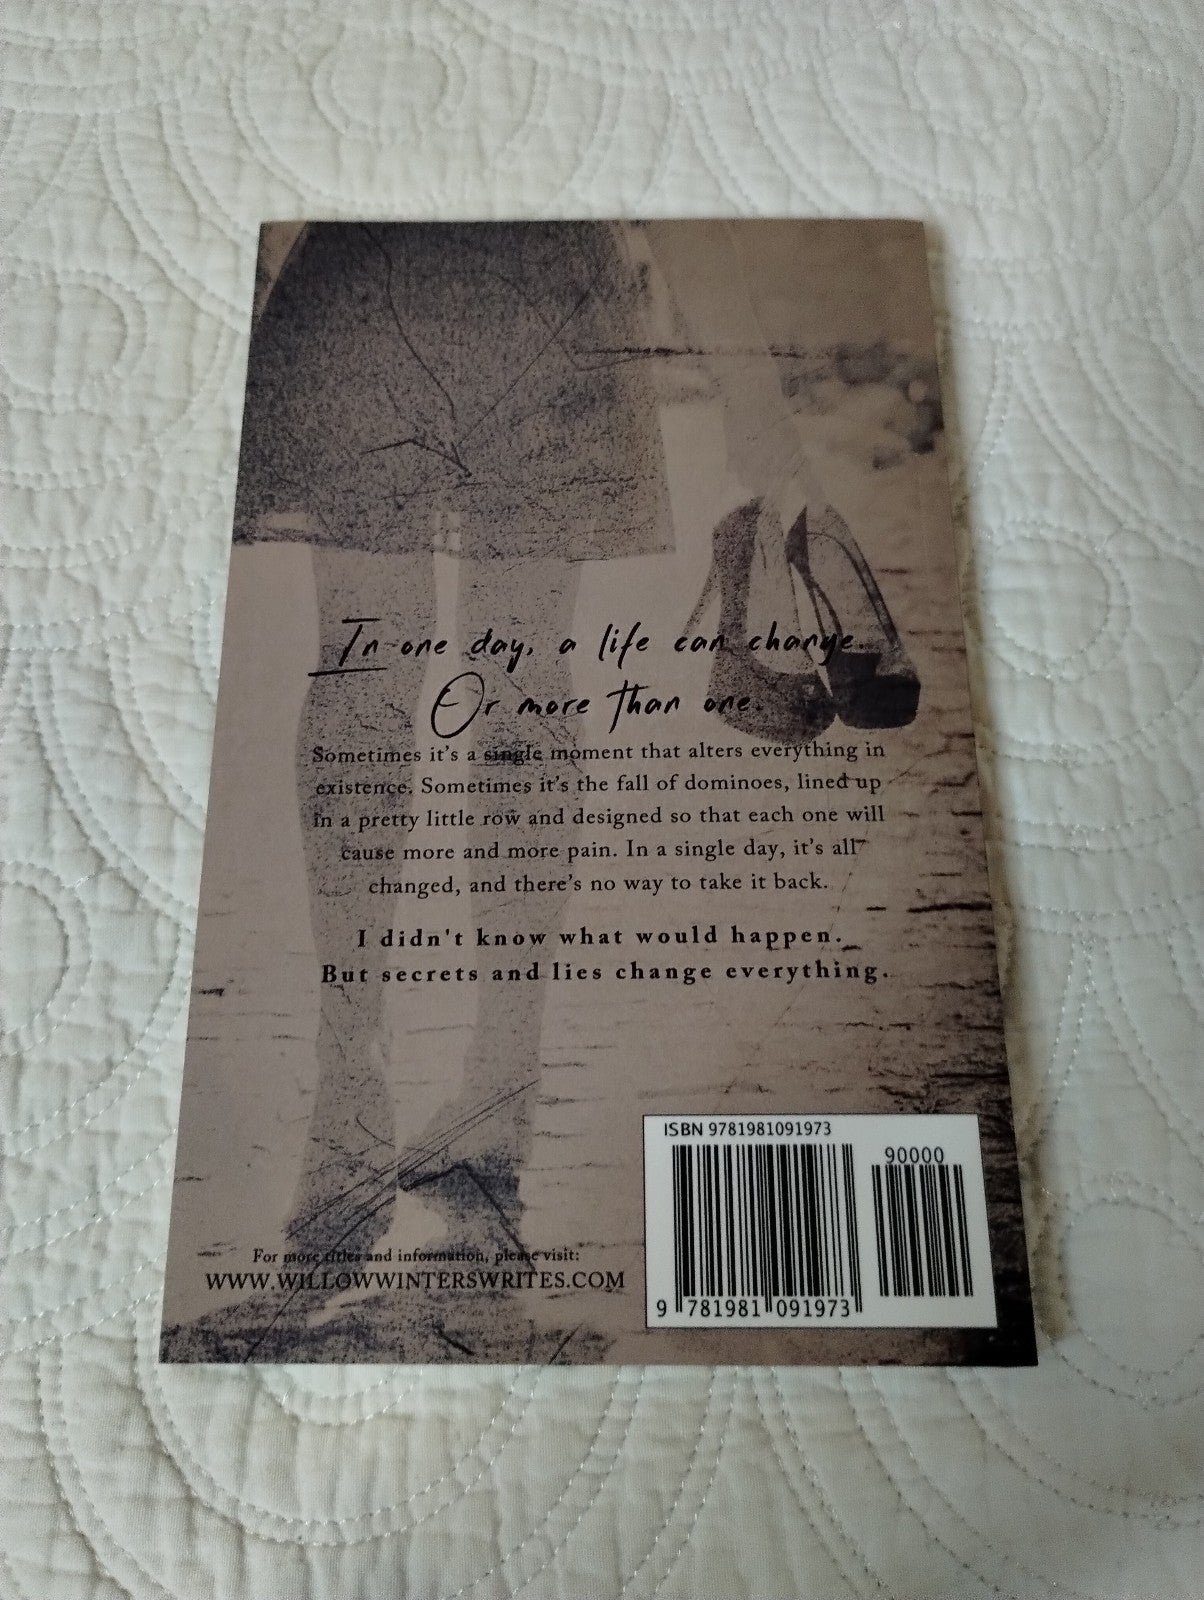 In one day, a life can change.
Or more than one.
Sometimes it's a single moment that alters everything in
existence. Sometimes it's the fall of dominoes, lined up
in a pretty little row and designed so that each one will
cause more and more pain. In a single day, it's all
changed, and there's no way to take it back.
I didn't know what would happen.
But secrets and lies change everything.
For more titles and information, please visit:
WWW.WILLOWWINTERSWRITES.COM
ISBN 9781981091973
90000
9 781981 091973